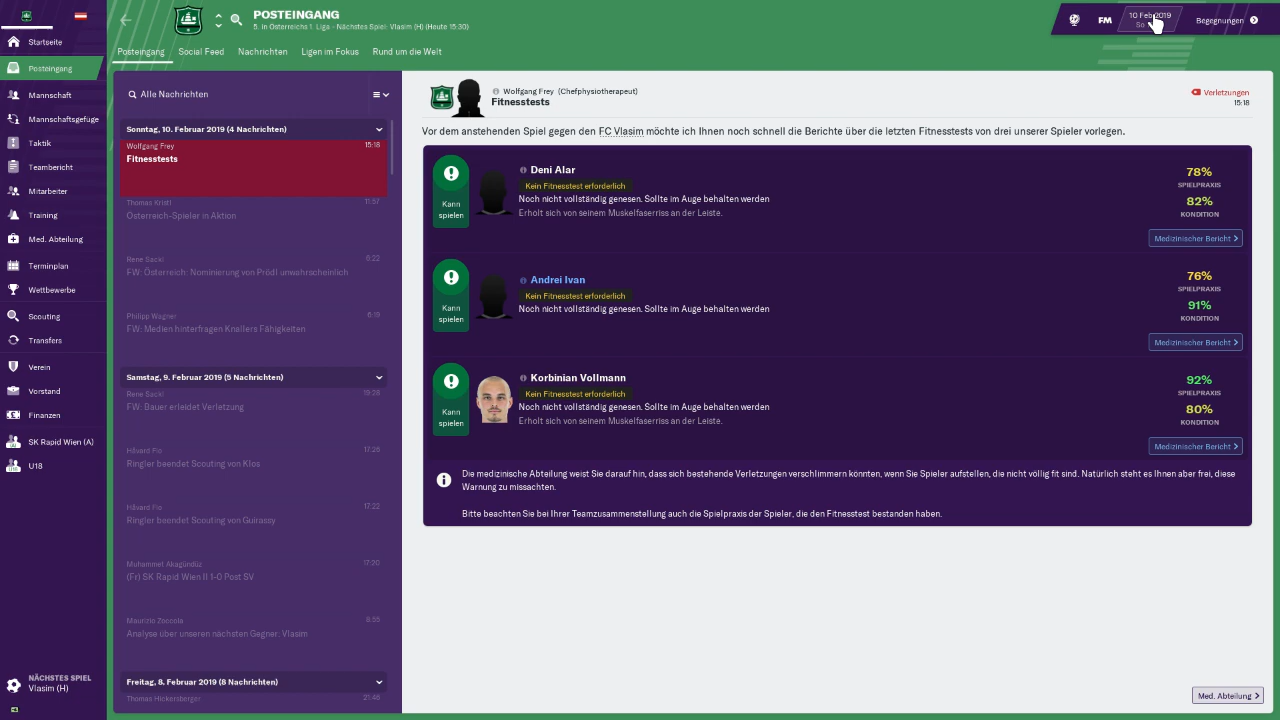 POSTEINGANG
5. in Österreichs 1. Liga - Nächstes Spiel: Vlasim (H) (Heute 15:30)
FM
10 Feb 2019
So
Begegnungen
Posteingang
Social Feed
Nachrichten
Ligen im Fokus
Rund um die Welt
Startseite
Posteingang
Mannschaft
Mannschaftsgefüge
Taktik
Teambericht
Mitarbeiter
Training
Med. Abteilung
Terminplan
Wettbewerbe
Scouting
Transfers
Verein
Vorstand
Finanzen
SK Rapid Wien (A)
U18
NÄCHSTES SPIEL
Vlasim (H)
Alle Nachrichten
Sonntag, 10. Februar 2019 (4 Nachrichten)
Wolfgang Frey 15:18
Fitnesstests
Thomas Kristl 11:57
Österreich-Spieler in Aktion
Rene Sacki
FW: Österreich: Nominierung von Prödl unwahrscheinlich
Philipp Wagner
FW: Medien hinterfragen Knallers Fähigkeiten
Samstag, 9. Februar 2019 (5 Nachrichten)
Rene Sacki
FW: Bauer erleidet Verletzung
Håvard Flo
Ringler beendet Scouting von Klos
Håvard Flo 17:22
Ringler beendet Scouting von Guirassy
Muhammet Akagündüz 17:20
(Fr) SK Rapid Wien II 1-0 Post SV
Maurizio Zoccola
Analyse über unseren nächsten Gegner: Vlasim
Freitag, 8. Februar 2019 (8 Nachrichten)
Thomas Hickersberger
Wolfgang Frey (Chefphysiotherapeut)
Fitnesstests
Verletzungen
15:18
Vor dem anstehenden Spiel gegen den FC Vlasim möchte ich Ihnen noch schnell die Berichte über die letzten Fitnesstests von drei unserer Spieler vorlegen.
Kann
spielen
Deni Alar
Kein Fitnesstest erforderlich
Noch nicht vollständig genesen. Sollte im Auge behalten werden
Erholt sich von seinem Muskelfaserriss an der Leiste.
78%
SPIELPRAXIS
82%
KONDITION
Medizinischer Bericht
Kann
spielen
Andrei Ivan
Kein Fitnesstest erforderlich
Noch nicht vollständig genesen. Sollte im Auge behalten werden
76%
SPIELPRAXIS
91%
KONDITION
Medizinischer Bericht
Kann
spielen
Korbinian Vollmann
Kein Fitnesstest erforderlich
Noch nicht vollständig genesen. Sollte im Auge behalten werden
Erholt sich von seinem Muskelfaserriss an der Leiste.
92%
SPIELPRAXIS
80%
KONDITION
Medizinischer Bericht
Die medizinische Abteilung weist Sie darauf hin, dass sich bestehende Verletzungen verschlimmern könnten, wenn Sie Spieler aufstellen, die nicht völlig fit sind. Natürlich steht es Ihnen aber frei, diese
Warnung zu missachten.
Bitte beachten Sie bei Ihrer Teamzusammenstellung auch die Spielpraxis der Spieler, die den Fitnesstest bestanden haben.
Med. Abteilung